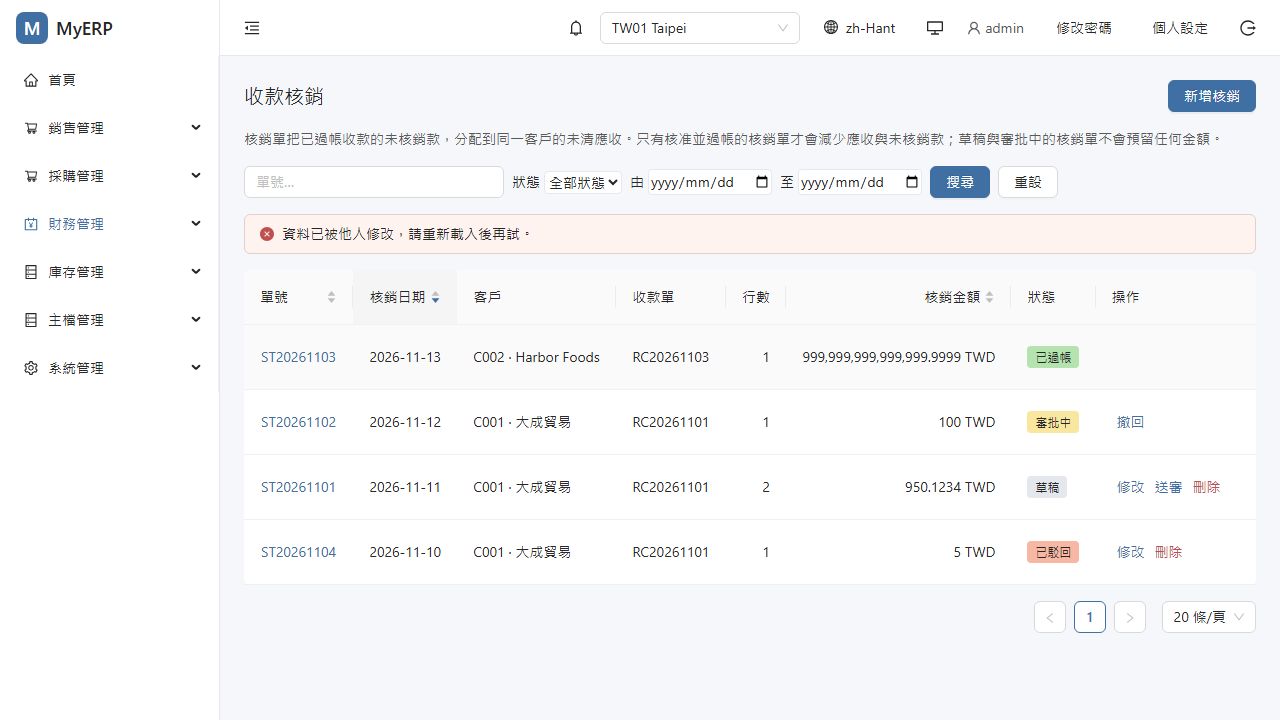 M MyERP
TW01 Taipei
zh-Hant
admin
修改密碼
個人設定
首頁
銷售管理
採購管理
財務管理
庫存管理
主檔管理
系統管理
收款核銷
新增核銷
核銷單把已過帳收款的未核銷款，分配到同一客戶的未清應收。只有核准並過帳的核銷單才會減少應收與未核銷款；草稿與審批中的核銷單不會預留任何金額。
單號... 狀態 全部狀態 由 yyyy/mm/dd 至 yyyy/mm/dd 搜尋 重設
資料已被他人修改，請重新載入後再試。
單號 核銷日期 客戶 收款單 行數 核銷金額 狀態 操作
ST20261103 2026-11-13 C002 · Harbor Foods RC20261103 1 999,999,999,999,999.9999 TWD 已過帳
ST20261102 2026-11-12 C001 · 大成貿易 RC20261101 1 100 TWD 審批中 撤回
ST20261101 2026-11-11 C001 · 大成貿易 RC20261101 2 950.1234 TWD 草稿 修改 送審 刪除
ST20261104 2026-11-10 C001 · 大成貿易 RC20261101 1 5 TWD 已駁回 修改 刪除
1 20 條/頁